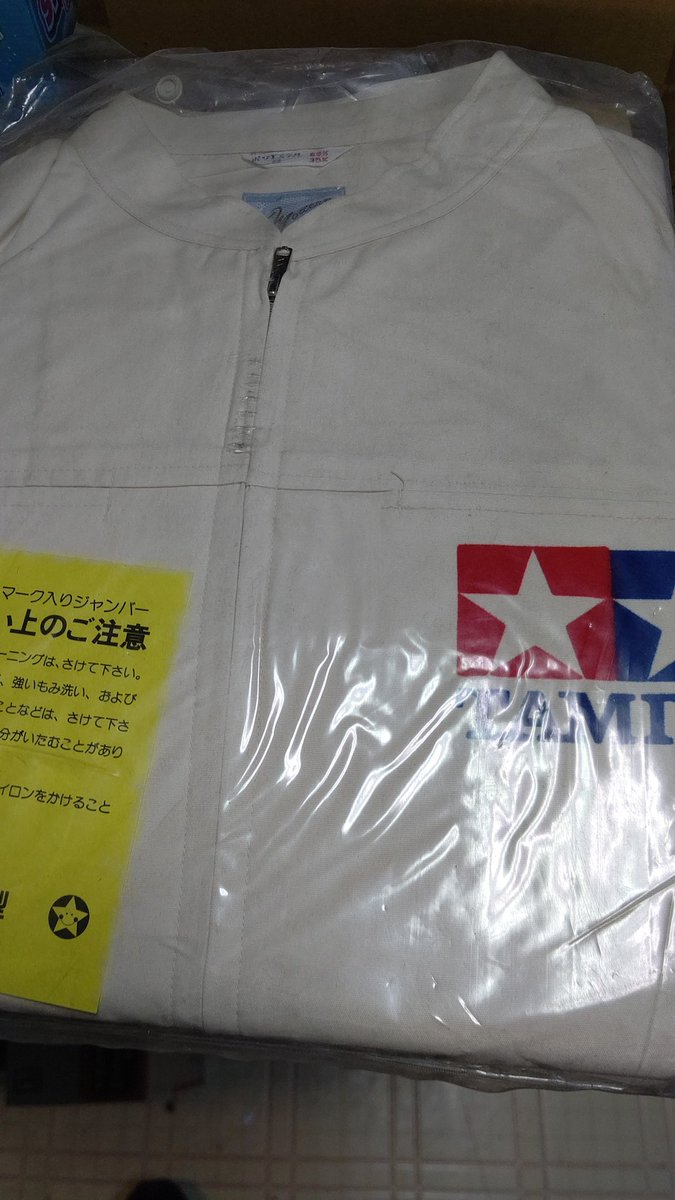 マーク入りジャンパー
い上のご注意
ーニングは、さけて下さい。
、強いもみ洗い、および
ことなどは、さけて下さ
分がいたむことがあり
イロンをかけること
TAMI